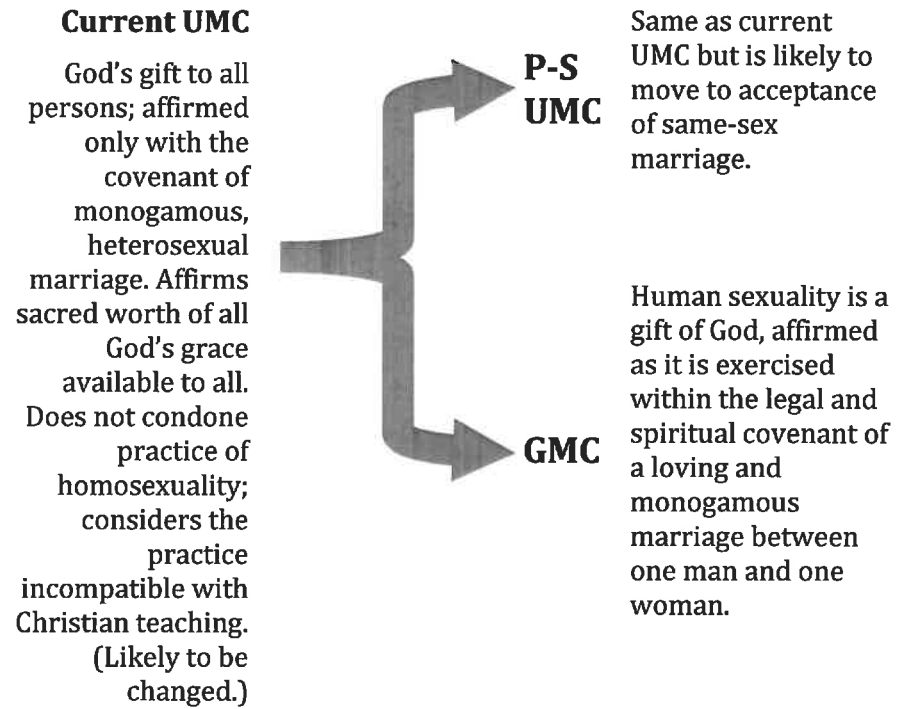 Current UMC
God's gift to all
persons; affirmed
only with the
covenant of
monogamous,
heterosexual
marriage. Affirms
sacred worth of all
God's grace
available to all.
Does not condone
practice of
homosexuality;
considers the
practice
incompatible with
Christian teaching.
(Likely to be
changed.)
P-S
UMC
Same as current
UMC but is likely to
move to acceptance
of same-sex
marriage.
GMC
Human sexuality is a
gift of God, affirmed
as it is exercised
within the legal and
spiritual covenant of
a loving and
monogamous
marriage between
one man and one
woman.